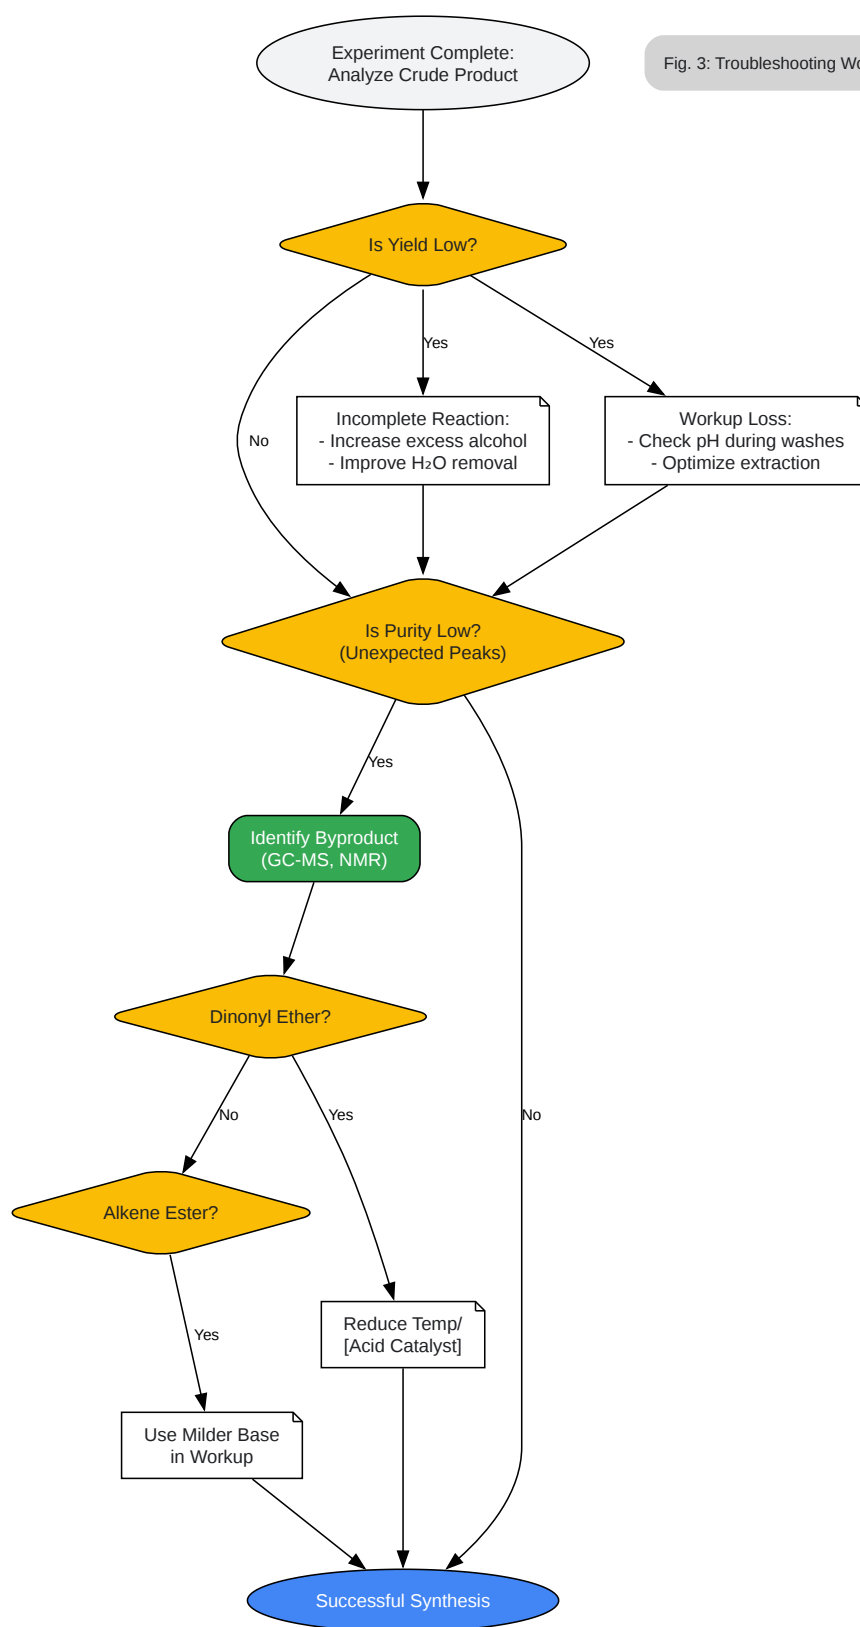 Experiment Complete:
Analyze Crude Product
Fig. 3: Troubleshooting
Is Yield Low?
Yes
Yes
No
Incomplete Reaction:
- Increase excess alcohol
- Improve H₂O removal
Workup Loss:
- Check pH during washes
- Optimize extraction
Is Purity Low?
(Unexpected Peaks)
Yes
Identify Byproduct
(GC-MS, NMR)
Dinonyl Ether?
No
Yes
No
Alkene Ester?
Yes
Reduce Temp/
[Acid Catalyst]
Use Milder Base
in Workup
Successful Synthesis